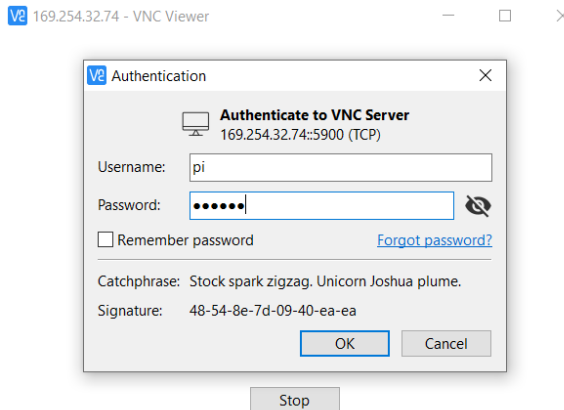 V2 169.254.32.74 - VNC Viewer
V2 Authentication
Authenticate to VNC Server
169.254.32.74::5900 (TCP)
Username: pi
Password: ●●●●●●
Remember password Forgot password?
Catchphrase: Stock spark zigzag. Unicorn Joshua plume.
Signature: 48-54-8e-7d-09-40-ea-ea
OK Cancel
Stop